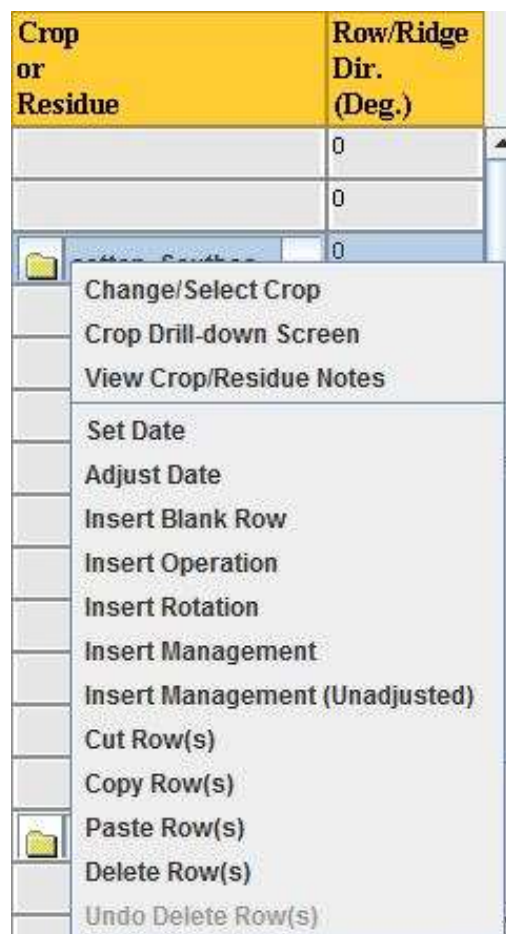 Crop
or
Residue
Row/Ridge
Dir.
(Deg.)
0
0
0
Change/Select Crop
Crop Drill-down Screen
View Crop/Residue Notes
Set Date
Adjust Date
Insert Blank Row
Insert Operation
Insert Rotation
Insert Management
Insert Management (Unadjusted)
Cut Row(s)
Copy Row(s)
Paste Row(s)
Delete Row(s)
Undo Delete Row(s)